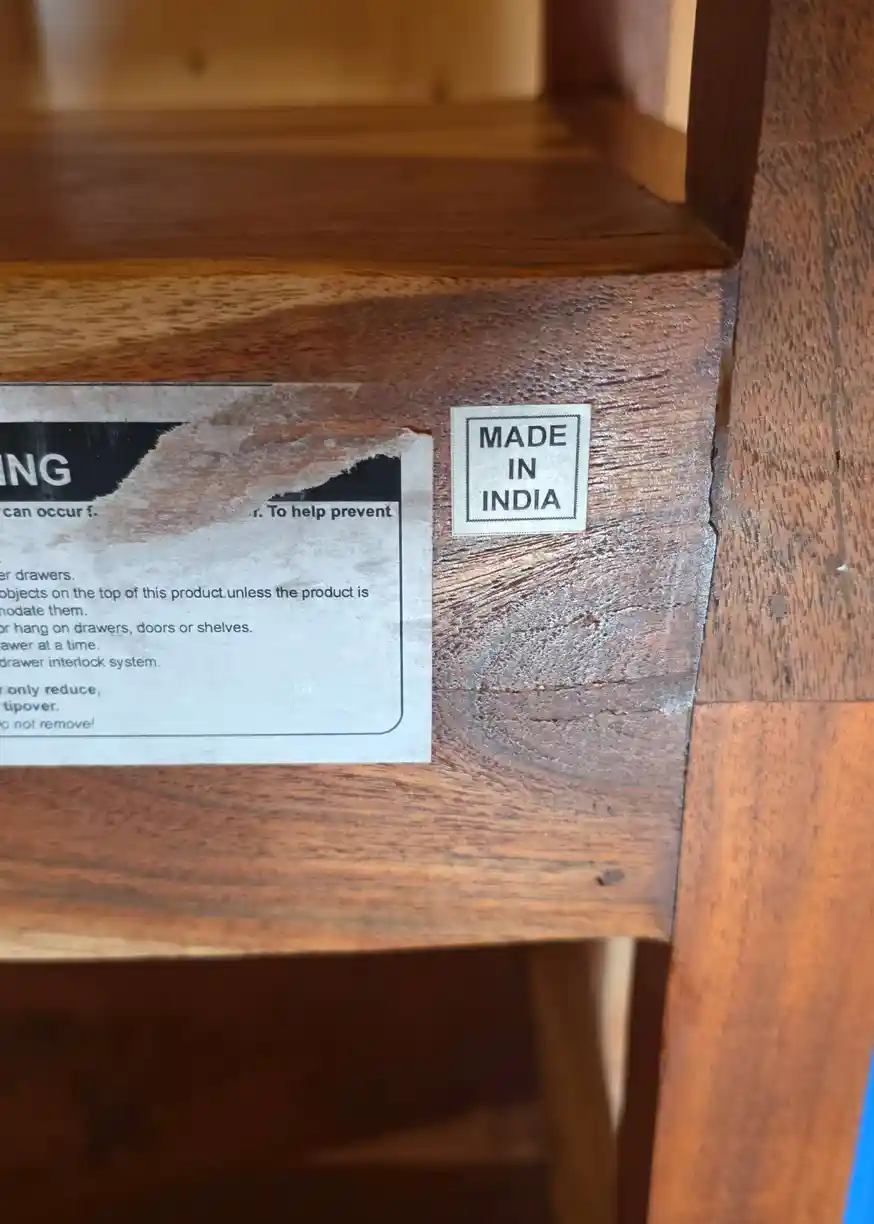 ING
can occur f
r. To help prevent
er drawers.
objects on the top of this product unless the product is
modate them.
or hang on drawers, doors or shelves.
awer at a time.
drawer interlock system.
only reduce,
tipover.
not remove!
MADE
IN
INDIA